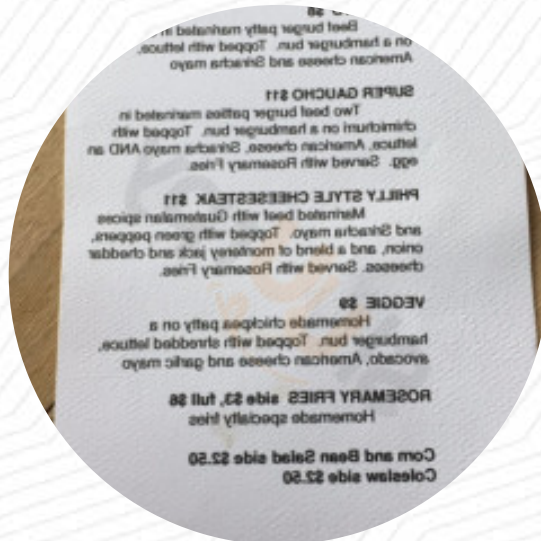 $8
Beef burger patty marinated in
on a hamburger bun. Topped with lettuce,
American cheese and Sriracha mayo
SUPER GAUCHO $11
Two beef burger patties marinated in
chimichurri on a hamburger bun. Topped with
lettuce, American cheese, Sriracha mayo AND an
egg. Served with Rosemary Fries.
PHILLY STYLE CHEESESTEAK $11
Marinated beef with Guatemalan spices
and Sriracha mayo. Topped with green peppers,
onion, and a blend of monterey jack and cheddar
cheeses. Served with Rosemary Fries.
VEGGIE $9
Homemade chickpea patty on a
hamburger bun. Topped with shredded lettuce,
avocado, American cheese and garlic mayo
ROSEMARY FRIES side $3, full $6
Homemade specialty fries
Corn and Bean Salad side $2.50
Coleslaw side $2.50